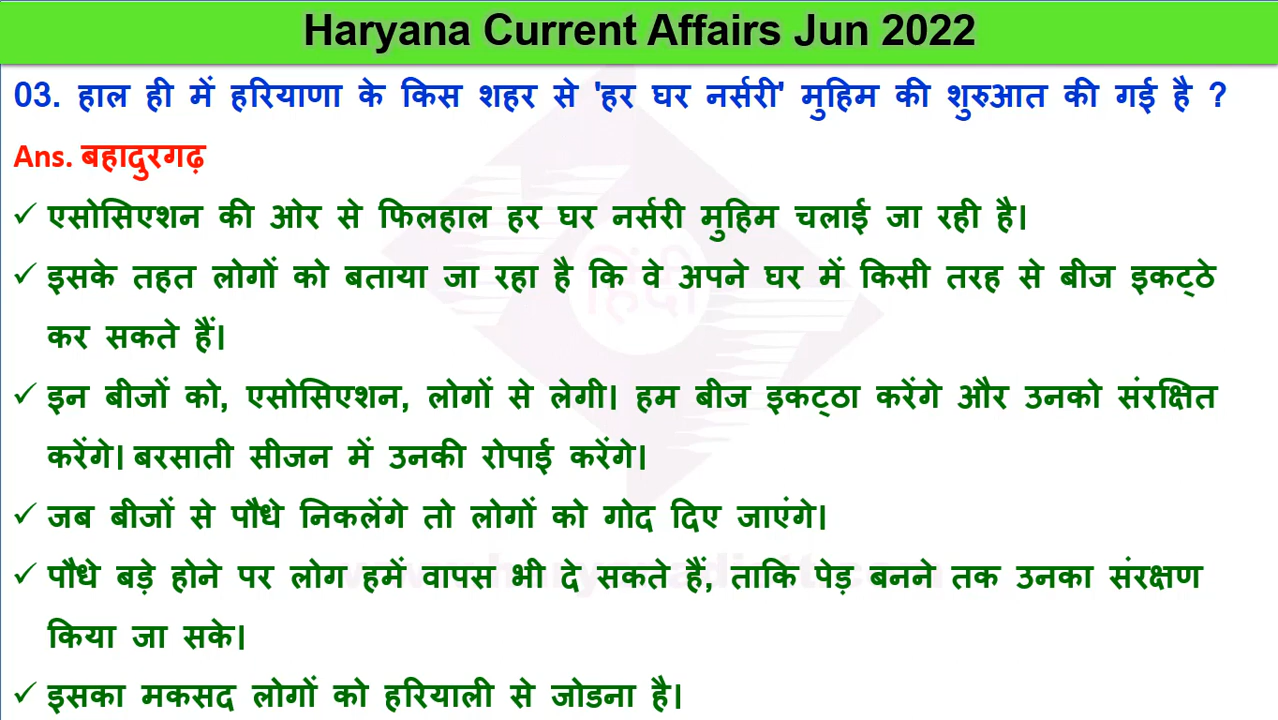 Haryana Current Affairs Jun 2022
03. हाल ही में हरियाणा के किस शहर से 'हर घर नर्सरी' मुहिम की शुरुआत की गई है ?
Ans. बहादुरगढ़
✓ एसोसिएशन की ओर से फिलहाल हर घर नर्सरी मुहिम चलाई जा रही है।
✓ इसके तहत लोगों को बताया जा रहा है कि वे अपने घर में किसी तरह से बीज इकट्ठे
कर सकते हैं।
✓ इन बीजों को, एसोसिएशन, लोगों से लेगी। हम बीज इकट्ठा करेंगे और उनको संरक्षित
करेंगे। बरसाती सीजन में उनकी रोपाई करेंगे।
✓ जब बीजों से पौधे निकलेंगे तो लोगों को गोद दिए जाएंगे।
✓ पौधे बड़े होने पर लोग हमें वापस भी दे सकते हैं, ताकि पेड़ बनने तक उनका संरक्षण
किया जा सके।
✓ इसका मकसद लोगों को हरियाली से जोडना है।
हिंदी